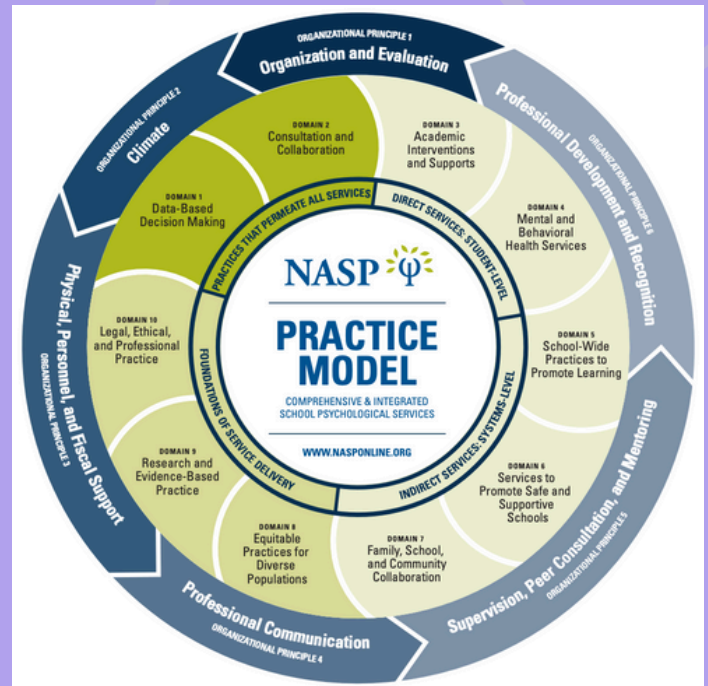 ORGANIZATIONAL PRINCIPLE 1
Organization and Evaluation
ORGANIZATIONAL PRINCIPLE 2
Climate
Physical, Personnel, and Fiscal Support
ORGANIZATIONAL PRINCIPLE 3
Professional Communication
ORGANIZATIONAL PRINCIPLE 4
Supervision, Peer Consultation, and Mentoring
ORGANIZATIONAL PRINCIPLE 5
ORGANIZATIONAL PRINCIPLE 6
Professional Development and Recognition
DOMAIN 1
Data-Based
Decision Making
DOMAIN 2
Consultation and
Collaboration
DOMAIN 3
Academic
Interventions
and Supports
DOMAIN 4
Mental and
Behavioral
Health Services
DOMAIN 5
School-Wide
Practices to
Promote Learning
DOMAIN 6
Services to
Promote Safe and
Supportive
Schools
DOMAIN 7
Family, School,
and Community
Collaboration
DOMAIN 8
Equitable
Practices for
Diverse
Populations
DOMAIN 9
Research and
Evidence-Based
Practice
DOMAIN 10
Legal, Ethical,
and Professional
Practice
PRACTICES THAT PERMEATE ALL SERVICES
DIRECT SERVICES: STUDENT-LEVEL
INDIRECT SERVICES: SYSTEMS-LEVEL
FOUNDATIONS OF SERVICE DELIVERY
NASP ψ
PRACTICE
MODEL
COMPREHENSIVE & INTEGRATED
SCHOOL PSYCHOLOGICAL SERVICES
WWW.NASPONLINE.ORG